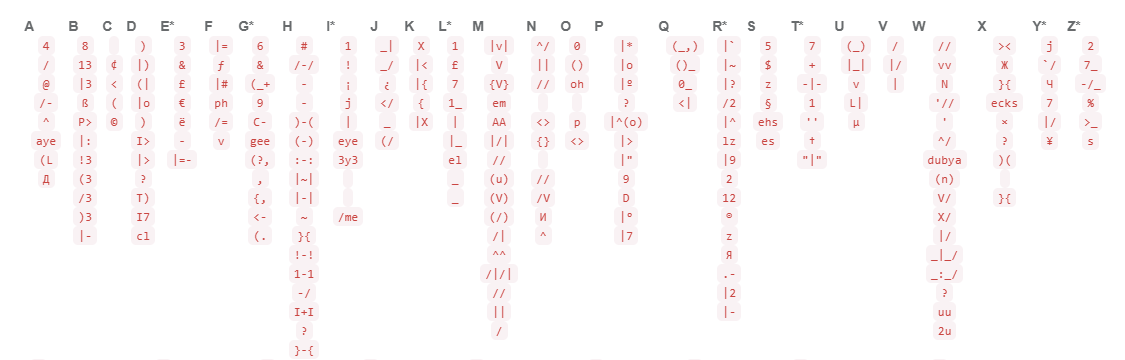 A B C D E* F G* H I* J K L* M N O P Q R* S T* U V W X Y* Z*
4 8 ) 3 |= 6 # 1 _| X 1 |v| ^/ 0 |* (_,) |` 5 7 (_) / // >< j 2
/ 13 ¢ |) & ƒ & /-/ ! _/ |< £ V || () |o ()_ |~ $ + |_| |/ vv Ж `/ 7_
@ |3 < (| £ |# (_+ - ¡ ¿ |{ 7 {V} // oh |º 0_ |? z -|- v | N }{ Ч -/_
/- ß ( |o € ph 9 - j </ { 1_ em ? <| /2 § 1 L| '// ecks 7 %
^ P> © ) ë /= C- )-( | _ |X | AA <> p |^(o) |^ ehs '' µ ' × |/ >_
aye |: I> - v gee (-) eye (/ |_ |/| {} <> |> lz es † ^/ ? ¥ s
(L !3 |> |=- (?, :-: 3y3 el // |" |9 "|" dubya )(
Д (3 ? , |~| _ (u) // 9 2 (n)
/3 T) {, |-| _ (V) /V D 12 V/ }{
)3 I7 <- ~ /me (/) И |° ® X/
|- cl (. }{ /| ^ |7 z |/
!-! ^^ Я _|_/
1-1 /|/| .- _:_/
-/ // |2 ?
I+I || |- uu
? / 2u
}-{